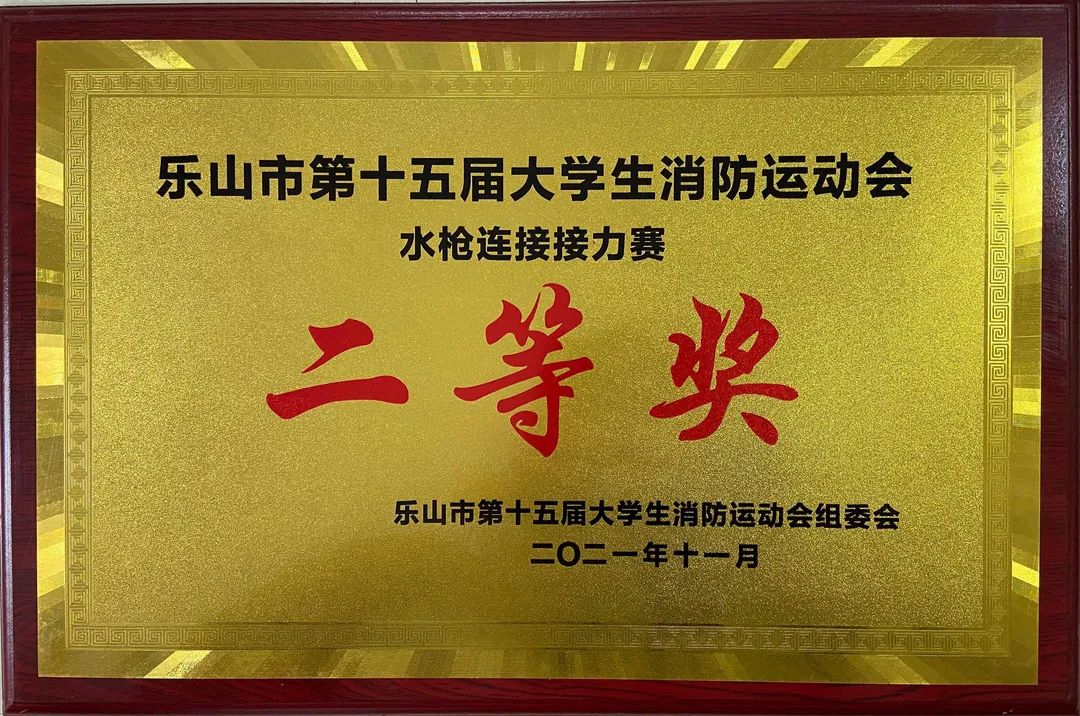 乐山市第十五届大学生消防运动会
水枪连接接力赛
二等奖
乐山市第十五届大学生消防运动会组委会
二〇二一年十一月